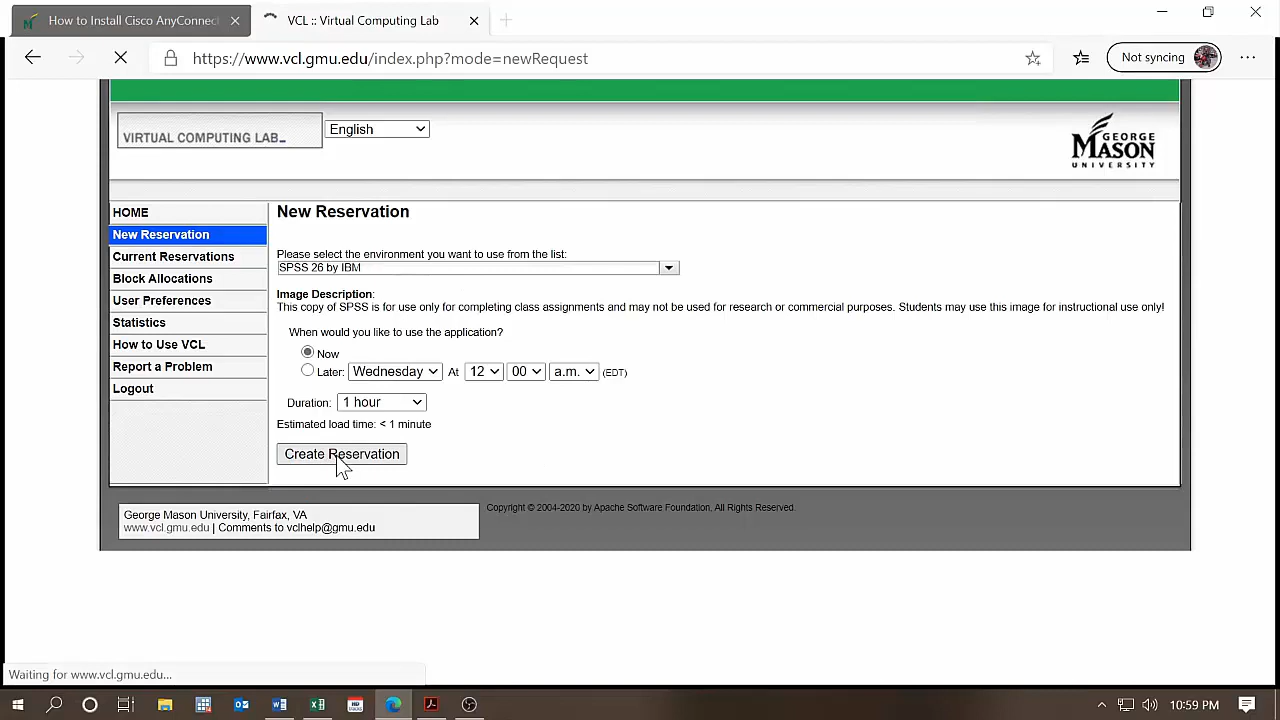 How to Install Cisco AnyConnect
VCL :: Virtual Computing Lab
https://www.vcl.gmu.edu/index.php?mode=newRequest
Not syncing
VIRTUAL COMPUTING LAB_
English
GEORGE
MASON
UNIVERSITY
HOME
New Reservation
Current Reservations
Block Allocations
User Preferences
Statistics
How to Use VCL
Report a Problem
Logout
New Reservation
Please select the environment you want to use from the list:
SPSS 26 by IBM
Image Description:
This copy of SPSS is for use only for completing class assignments and may not be used for research or commercial purposes. Students may use this image for instructional use only!
When would you like to use the application?
Now
Later: Wednesday At 12 00 a.m. (EDT)
Duration: 1 hour
Estimated load time: < 1 minute
Create Reservation
George Mason University, Fairfax, VA
www.vcl.gmu.edu | Comments to vclhelp@gmu.edu
Copyright © 2004-2020 by Apache Software Foundation, All Rights Reserved.
Waiting for www.vcl.gmu.edu...
10:59 PM